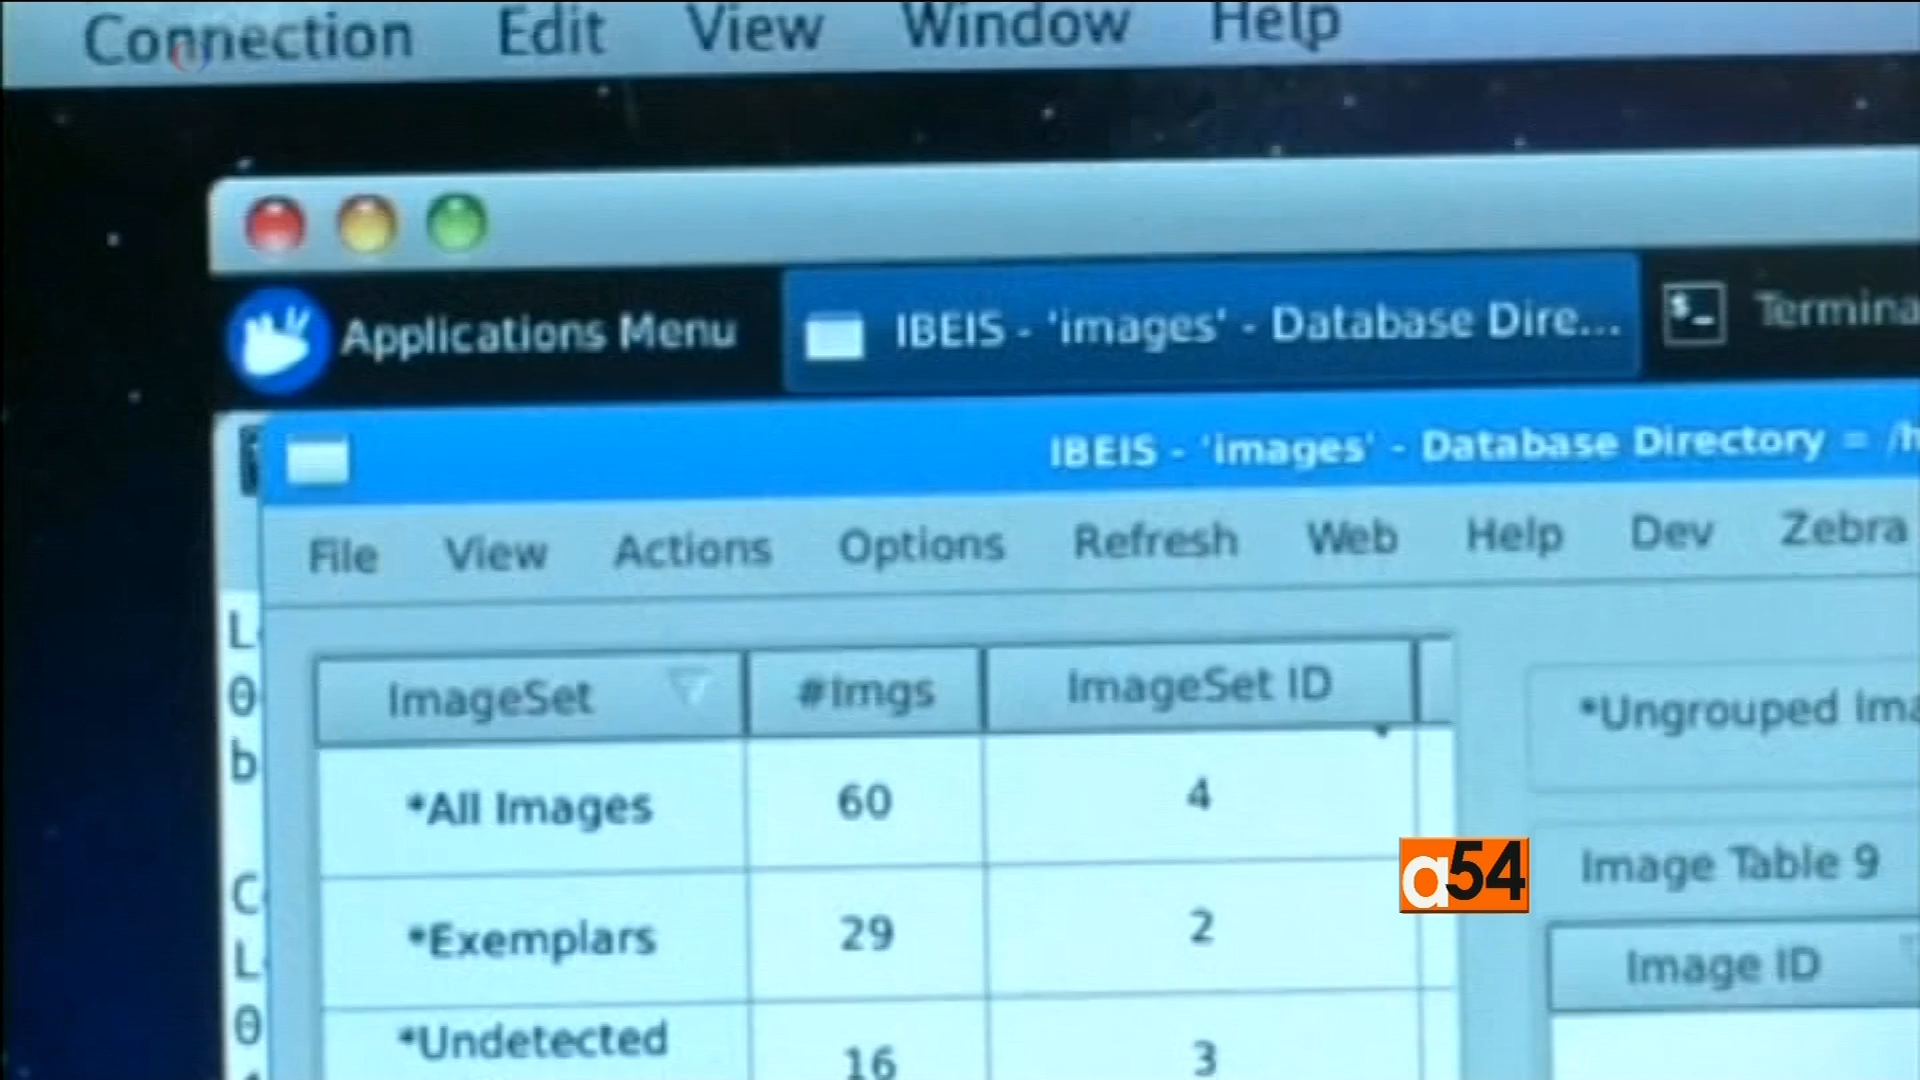 Connection Edit View Window Help
Applications Menu IBEIS - 'images' - Database Dire...
IBEIS - 'images' - Database Directory = /h
File View Actions Options Refresh Web Help Dev Zebra
ImageSet #Imgs ImageSet ID
*All Images 60 4
*Exemplars 29 2
*Undetected 16 3
*Ungrouped
Image Table 9
Image ID
a54